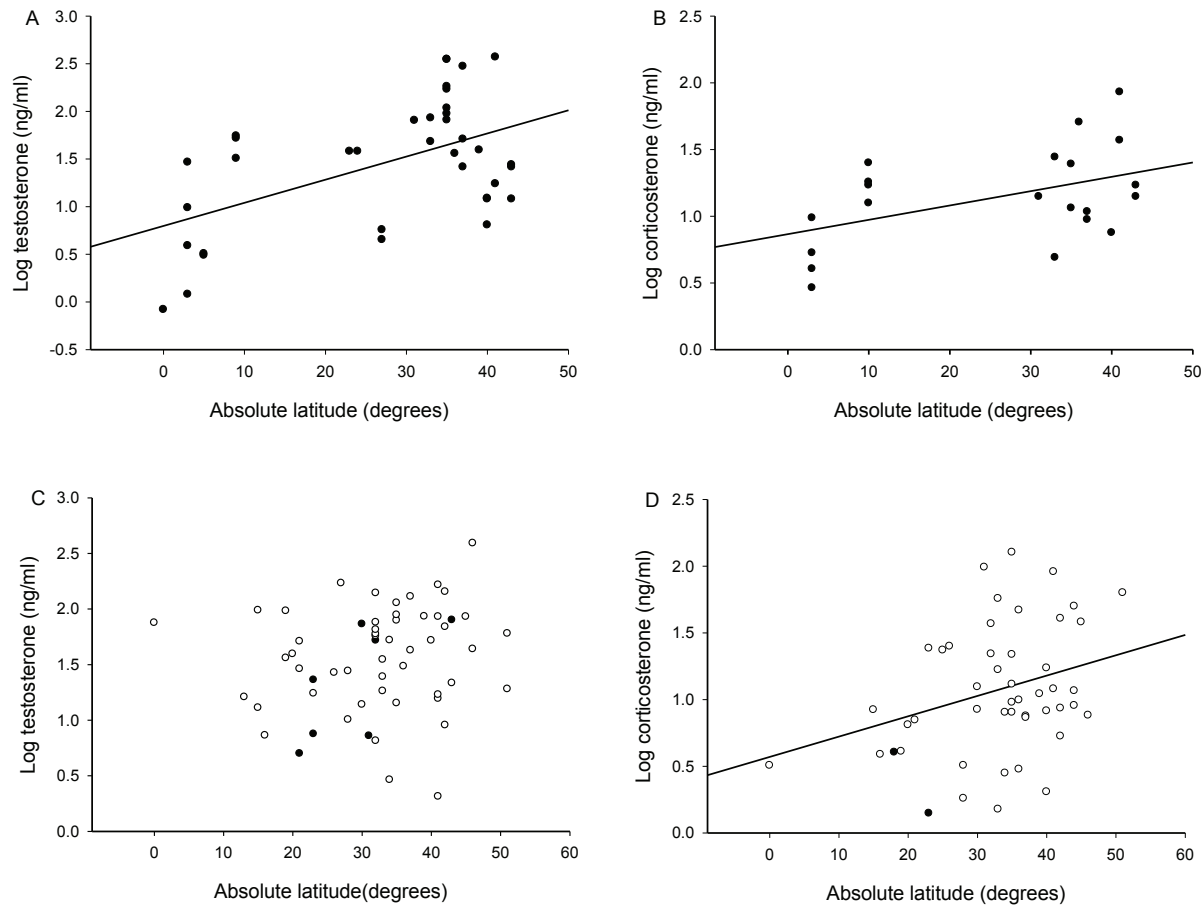 A
3.0
2.5
2.0
1.5
1.0
0.5
0.0
-0.5
Log testosterone (ng/ml)
0 10 20 30 40 50
Absolute latitude (degrees)
B
2.5
2.0
1.5
1.0
0.5
0.0
Log corticosterone (ng/ml)
0 10 20 30 40 50
Absolute latitude (degrees)
C
3.0
2.5
2.0
1.5
1.0
0.5
0.0
Log testosterone (ng/ml)
0 10 20 30 40 50 60
Absolute latitude(degrees)
D
2.5
2.0
1.5
1.0
0.5
0.0
Log corticosterone (ng/ml)
0 10 20 30 40 50 60
Absolute latitude (degrees)